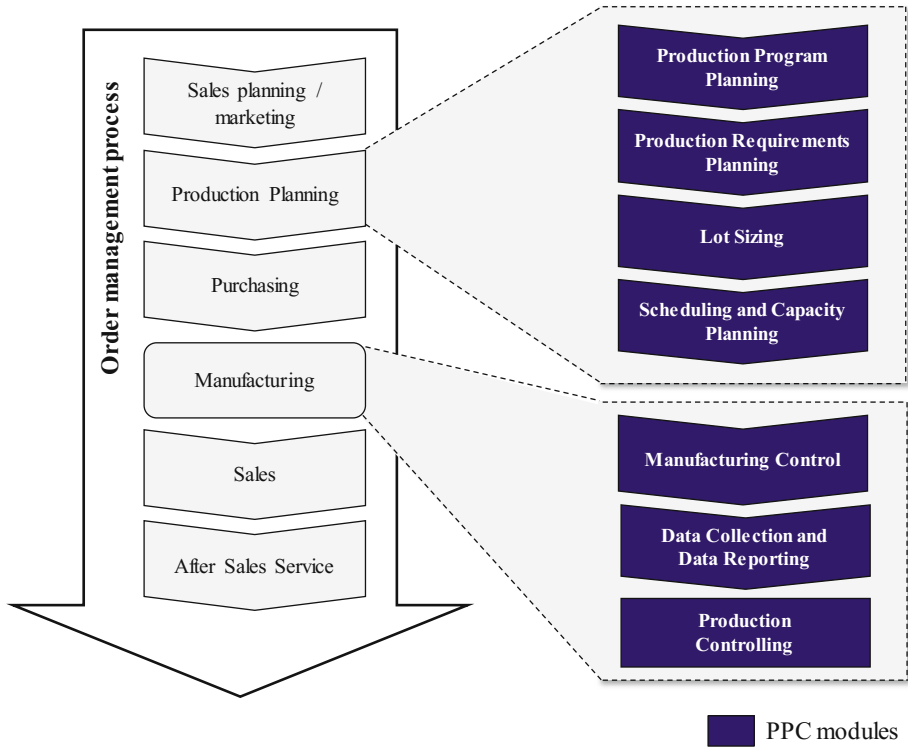 Order management process
Sales planning /
marketing
Production Planning
Purchasing
Manufacturing
Sales
After Sales Service
Production Program
Planning
Production Requirements
Planning
Lot Sizing
Scheduling and Capacity
Planning
Manufacturing Control
Data Collection and
Data Reporting
Production
Controlling
PPC modules